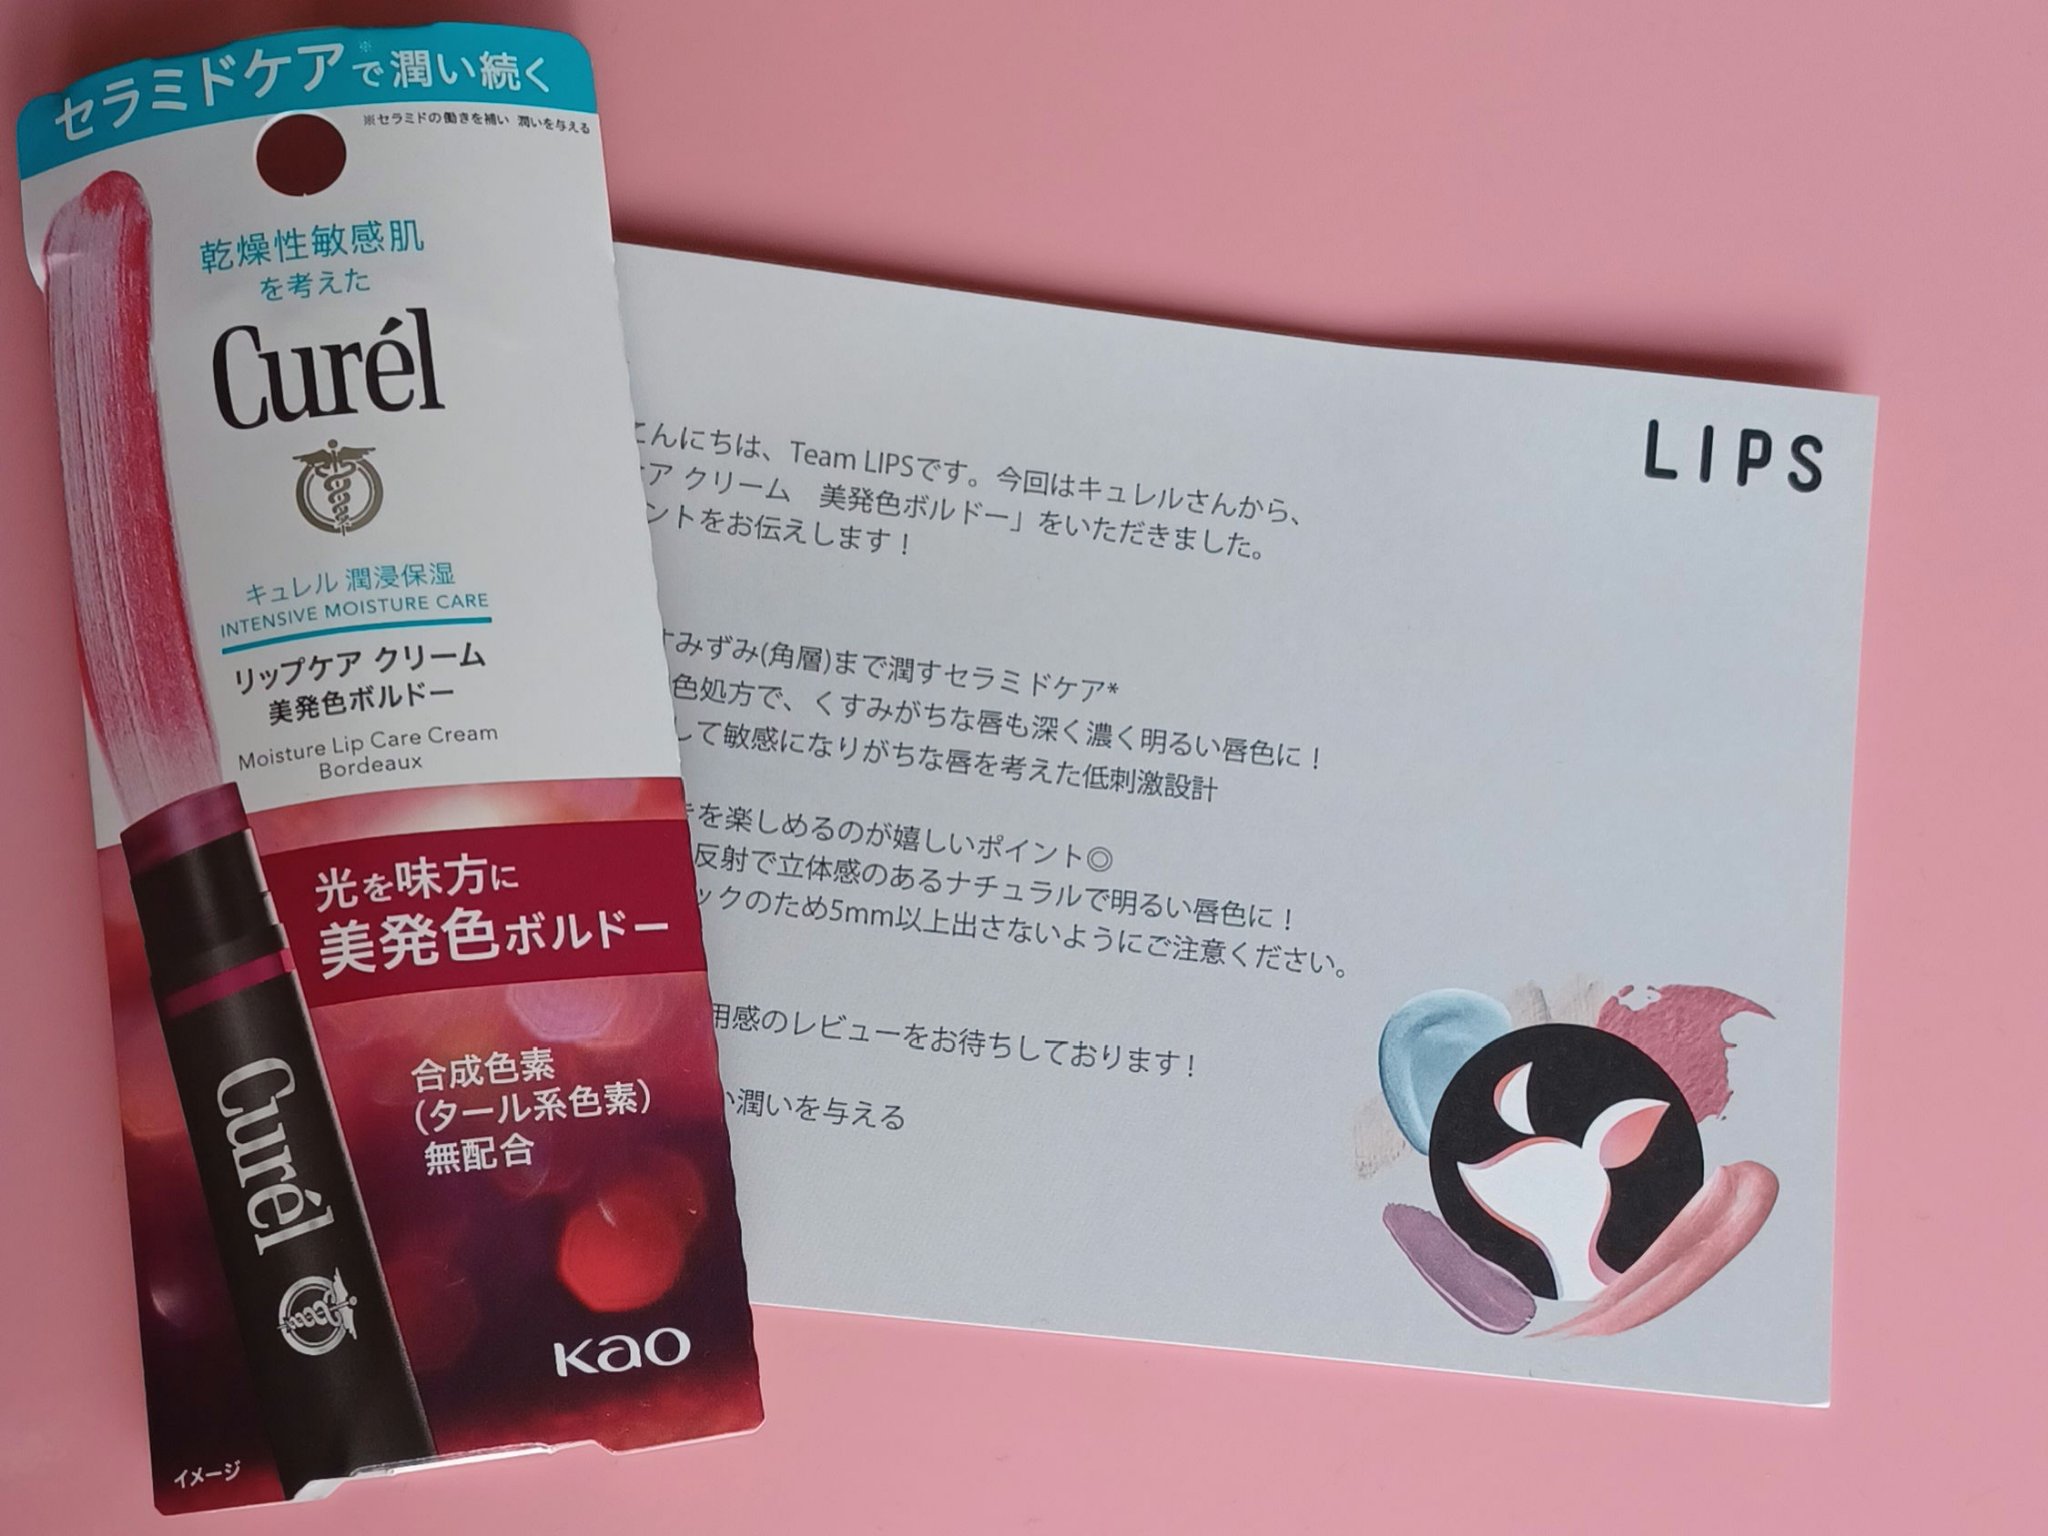 セラミドケア※で潤い続く
※セラミドの働きを補い 潤いを与える
乾燥性敏感肌
を考えた
Curél
キュレル 潤浸保湿
INTENSIVE MOISTURE CARE
リップケア クリーム
美発色ボルドー
Moisture Lip Care Cream
Bordeaux
光を味方に
美発色ボルドー
合成色素
(タール系色素)
無配合
Curél
Kao
イメージ
LIPS
こんにちは、Team LIPSです。今回はキュレルさんから、
ケア クリーム 美発色ボルドー」をいただきました。
ントをお伝えします！
すみずみ(角層)まで潤すセラミドケア*
色処方で、くすみがちな唇も深く濃く明るい唇色に！
して敏感になりがちな唇を考えた低刺激設計
きを楽しめるのが嬉しいポイント◎
反射で立体感のあるナチュラルで明るい唇色に！
ックのため5mm以上出さないようにご注意ください。
用感のレビューをお待ちしております！
い潤いを与える